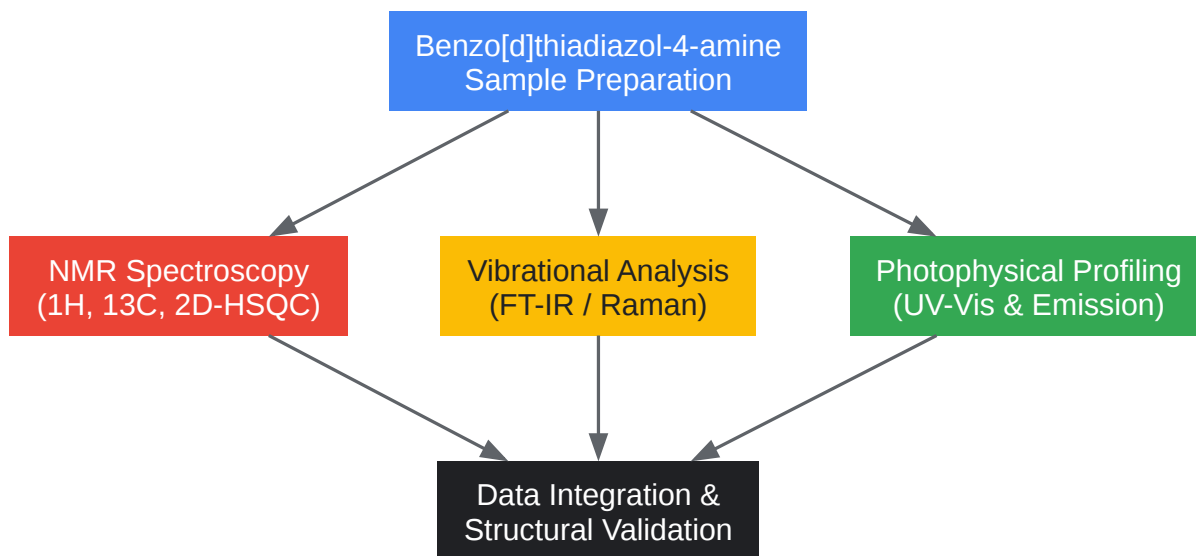 Benzo[d]thiadiazol-4-amine
Sample Preparation
NMR Spectroscopy
(1H, 13C, 2D-HSQC)
Vibrational Analysis
(FT-IR / Raman)
Photophysical Profiling
(UV-Vis & Emission)
Data Integration &
Structural Validation